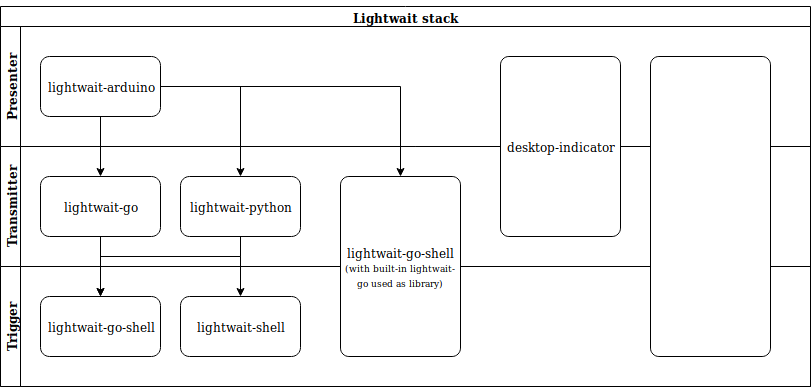 Lightwait stack
Presenter
lightwait-arduino
desktop-indicator
Transmitter
lightwait-go
lightwait-python
lightwait-go-shell
(with built-in lightwait-
go used as library)
Trigger
lightwait-go-shell
lightwait-shell